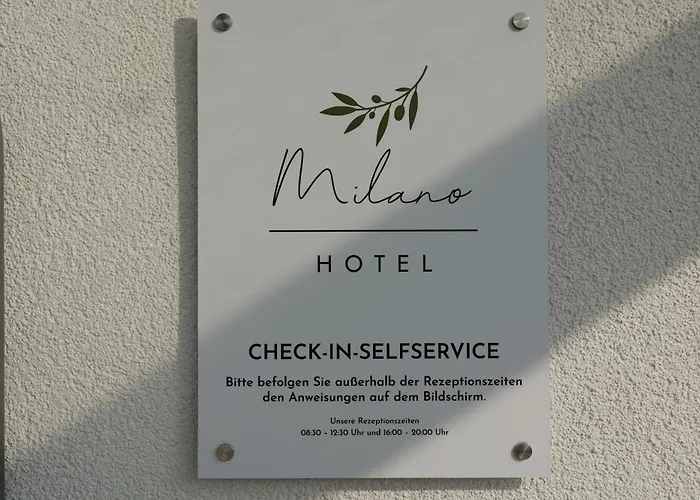 Milano
HOTEL
CHECK-IN-SELFSERVICE
Bitte befolgen Sie außerhalb der Rezeptionszeiten
den Anweisungen auf dem Bildschirm.
Unsere Rezeptionszeiten
08:30 – 12:30 Uhr und 16:00 – 20:00 Uhr